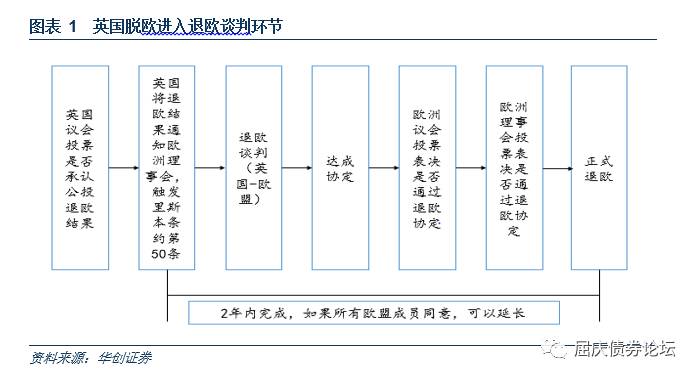 图表 1 英国脱欧进入退欧谈判环节
英国
议会
投票
是否
承认
公投
退欧
结果
英国
将退
欧结
果通
知欧
洲理
事会，
触发
里斯
本条
约第
50条
退欧
谈判
（英
国-欧
盟）
达成
协定
欧洲
议会
投票
表决
是否
通过
退欧
协定
欧洲
理事
会投
票表
决是
否通
过退
欧协
定
正式
退欧
2年内完成，如果所有欧盟成员同意，可以延长
资料来源：华创证券
屈庆债券论坛